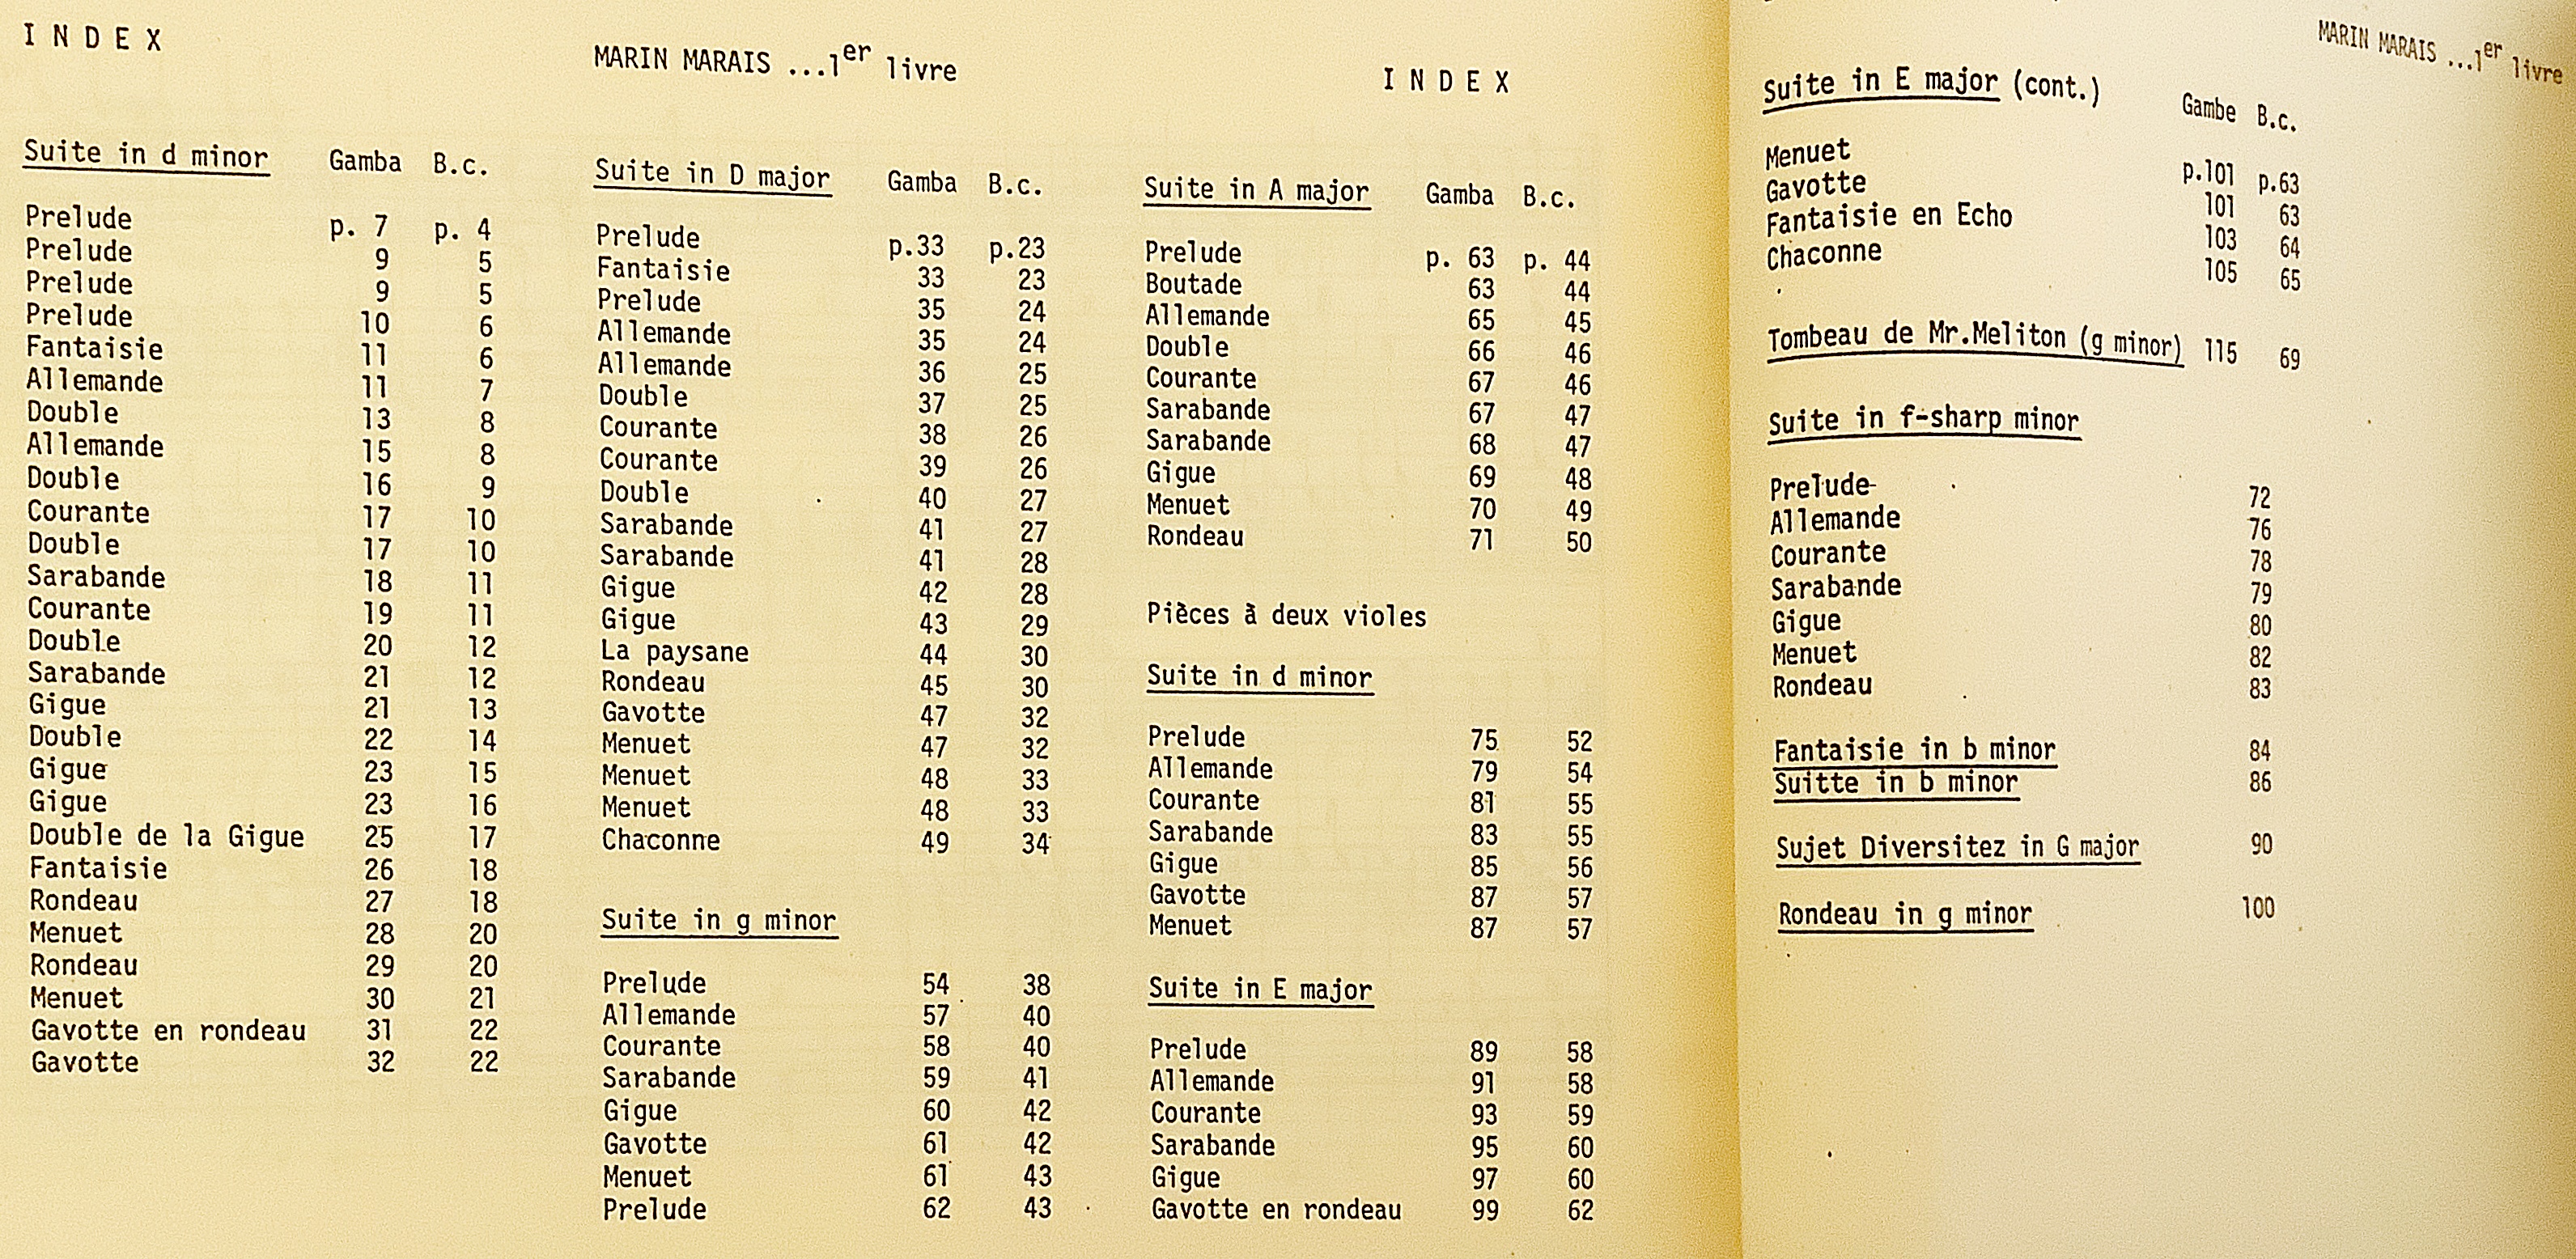 I N D E X
MARIN MARAIS ...1er livre
Suite in d minor Gamba B.c.
Prelude p. 7 p. 4
Prelude 9 5
Prelude 9 5
Prelude 10 6
Fantaisie 11 6
Allemande 11 7
Double 13 8
Allemande 15 8
Double 16 9
Courante 17 10
Double 17 10
Sarabande 18 11
Courante 19 11
Double 20 12
Sarabande 21 12
Gigue 21 13
Double 22 14
Gigue 23 15
Gigue 23 16
Double de la Gigue 25 17
Fantaisie 26 18
Rondeau 27 18
Menuet 28 20
Rondeau 29 20
Menuet 30 21
Gavotte en rondeau 31 22
Gavotte 32 22
Suite in D major Gamba B.c.
Prelude p.33 p.23
Fantaisie 33 23
Prelude 35 24
Allemande 35 24
Allemande 36 25
Double 37 25
Courante 38 26
Courante 39 26
Double 40 27
Sarabande 41 27
Sarabande 41 28
Gigue 42 28
Gigue 43 29
La paysane 44 30
Rondeau 45 30
Gavotte 47 32
Menuet 47 32
Menuet 48 33
Menuet 48 33
Chaconne 49 34
Suite in g minor
Prelude 54 38
Allemande 57 40
Courante 58 40
Sarabande 59 41
Gigue 60 42
Gavotte 61 42
Menuet 61 43
Prelude 62 43
I N D E X
Suite in A major Gamba B.c.
Prelude p. 63 p. 44
Boutade 63 44
Allemande 65 45
Double 66 46
Courante 67 46
Sarabande 67 47
Sarabande 68 47
Gigue 69 48
Menuet 70 49
Rondeau 71 50
Pièces à deux violes
Suite in d minor
Prelude 75 52
Allemande 79 54
Courante 81 55
Sarabande 83 55
Gigue 85 56
Gavotte 87 57
Menuet 87 57
Suite in E major
Prelude 89 58
Allemande 91 58
Courante 93 59
Sarabande 95 60
Gigue 97 60
Gavotte en rondeau 99 62
MARIN MARAIS ...1er livre
Suite in E major (cont.) Gambe B.c.
Menuet p.101 p.63
Gavotte 101 63
Fantaisie en Echo 103 64
Chaconne 105 65
Tombeau de Mr.Meliton (g minor) 115 69
Suite in f-sharp minor
Prelude 72
Allemande 76
Courante 78
Sarabande 79
Gigue 80
Menuet 82
Rondeau 83
Fantaisie in b minor 84
Suitte in b minor 86
Sujet Diversitez in G major 90
Rondeau in g minor 100